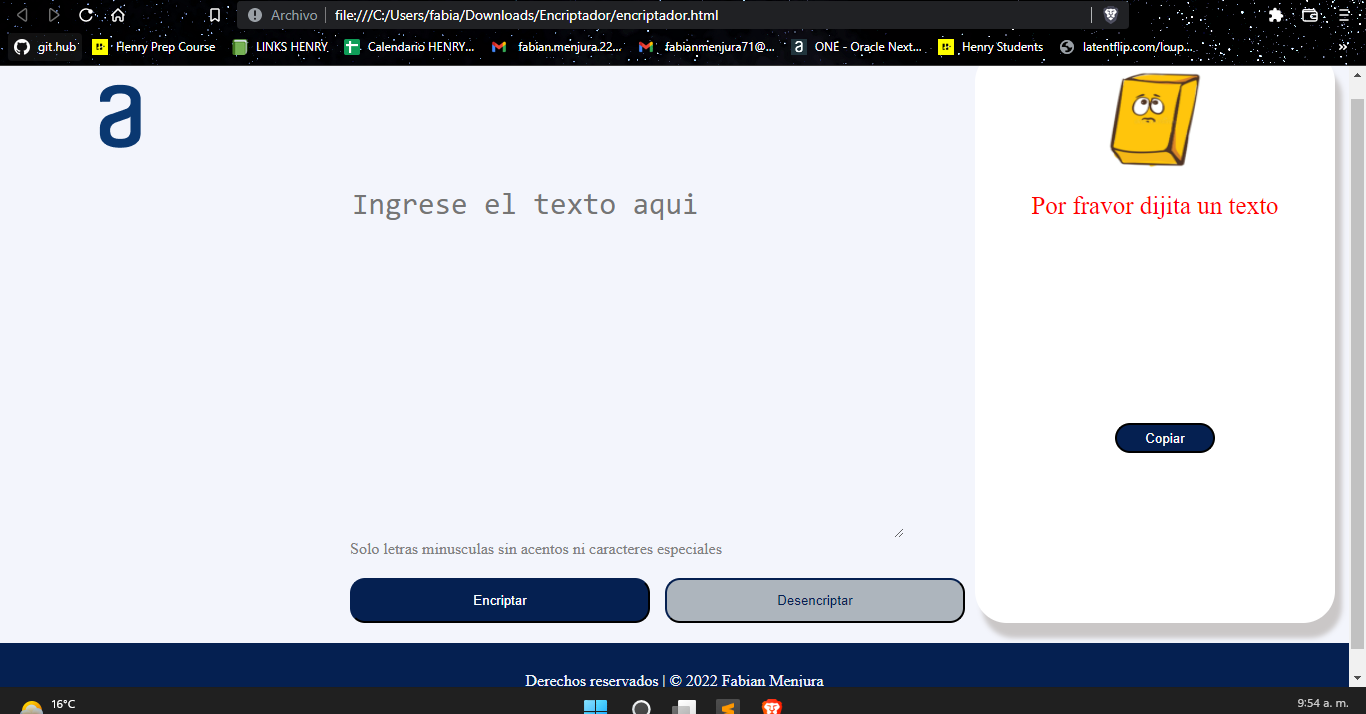 Archivo file:///C:/Users/fabia/Downloads/Encriptador/encriptador.html
git.hub Henry Prep Course LINKS HENRY Calendario HENRY... fabian.menjura.22... fabianmenjura71@... ONE - Oracle Next... Henry Students latentflip.com/loup... »
a
Ingrese el texto aqui
Por fravor dijita un texto
Copiar
Solo letras minusculas sin acentos ni caracteres especiales
Encriptar Desencriptar
Derechos reservados | © 2022 Fabian Menjura
16°C 9:54 a. m.